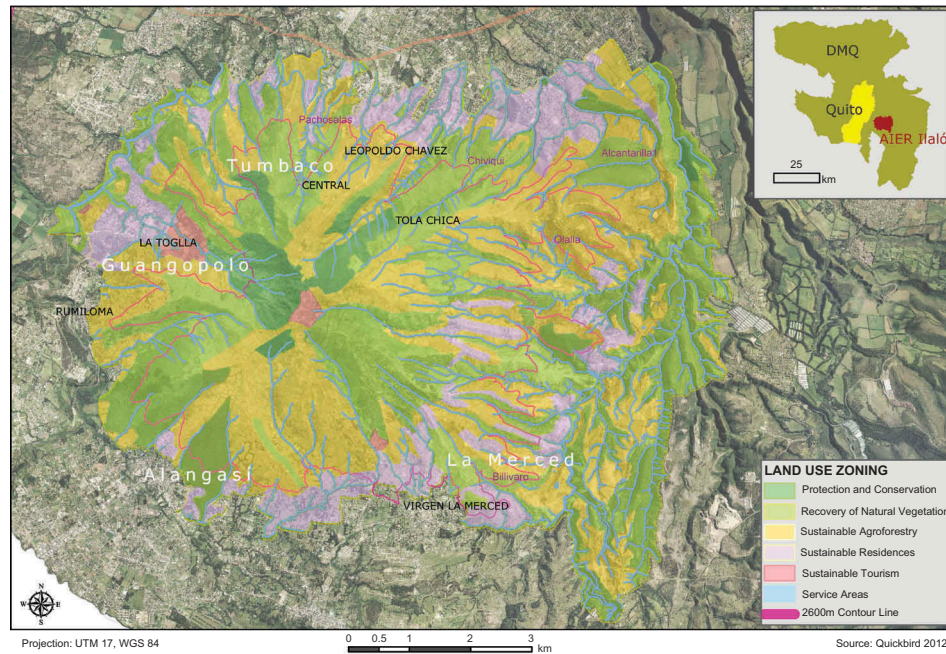 DMQ
Quito
AIER Ilaló
25
km
Pachosalas
LEOPOLDO CHAVEZ
Tumbaco
Chiviqui
Alcantarilla
CENTRAL
TOLA CHICA
LA TOGLLA
Olalla
Guangopolo
RUMILOMA
La Merced
Alangasí
Billivaro
VIRGEN LA MERCED
LAND USE ZONING
Protection and Conservation
Recovery of Natural Vegetation
Sustainable Agroforestry
Sustainable Residences
Sustainable Tourism
Service Areas
2600m Contour Line
N
W E
S
Projection: UTM 17, WGS 84
0 0.5 1 2 3
km
Source: Quickbird 2012